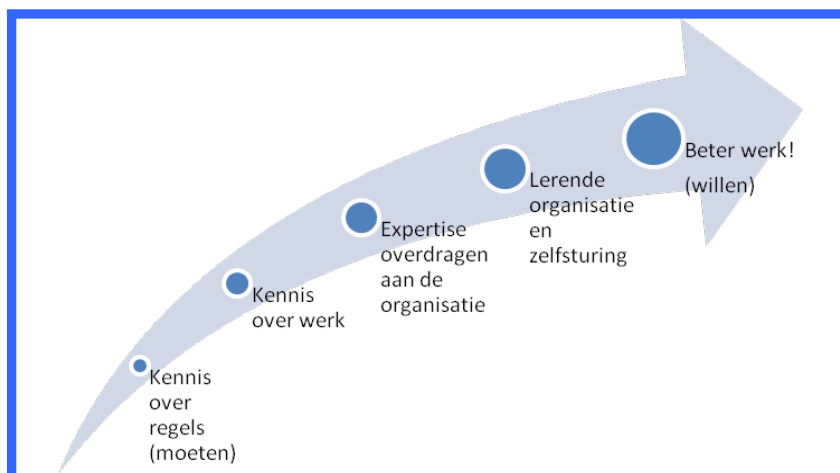 Kennis
over
regels
(moeten)
Kennis
over werk
Expertise
overdragen
aan de
organisatie
Lerende
organisatie
en
zelfsturing
Beter werk!
(willen)